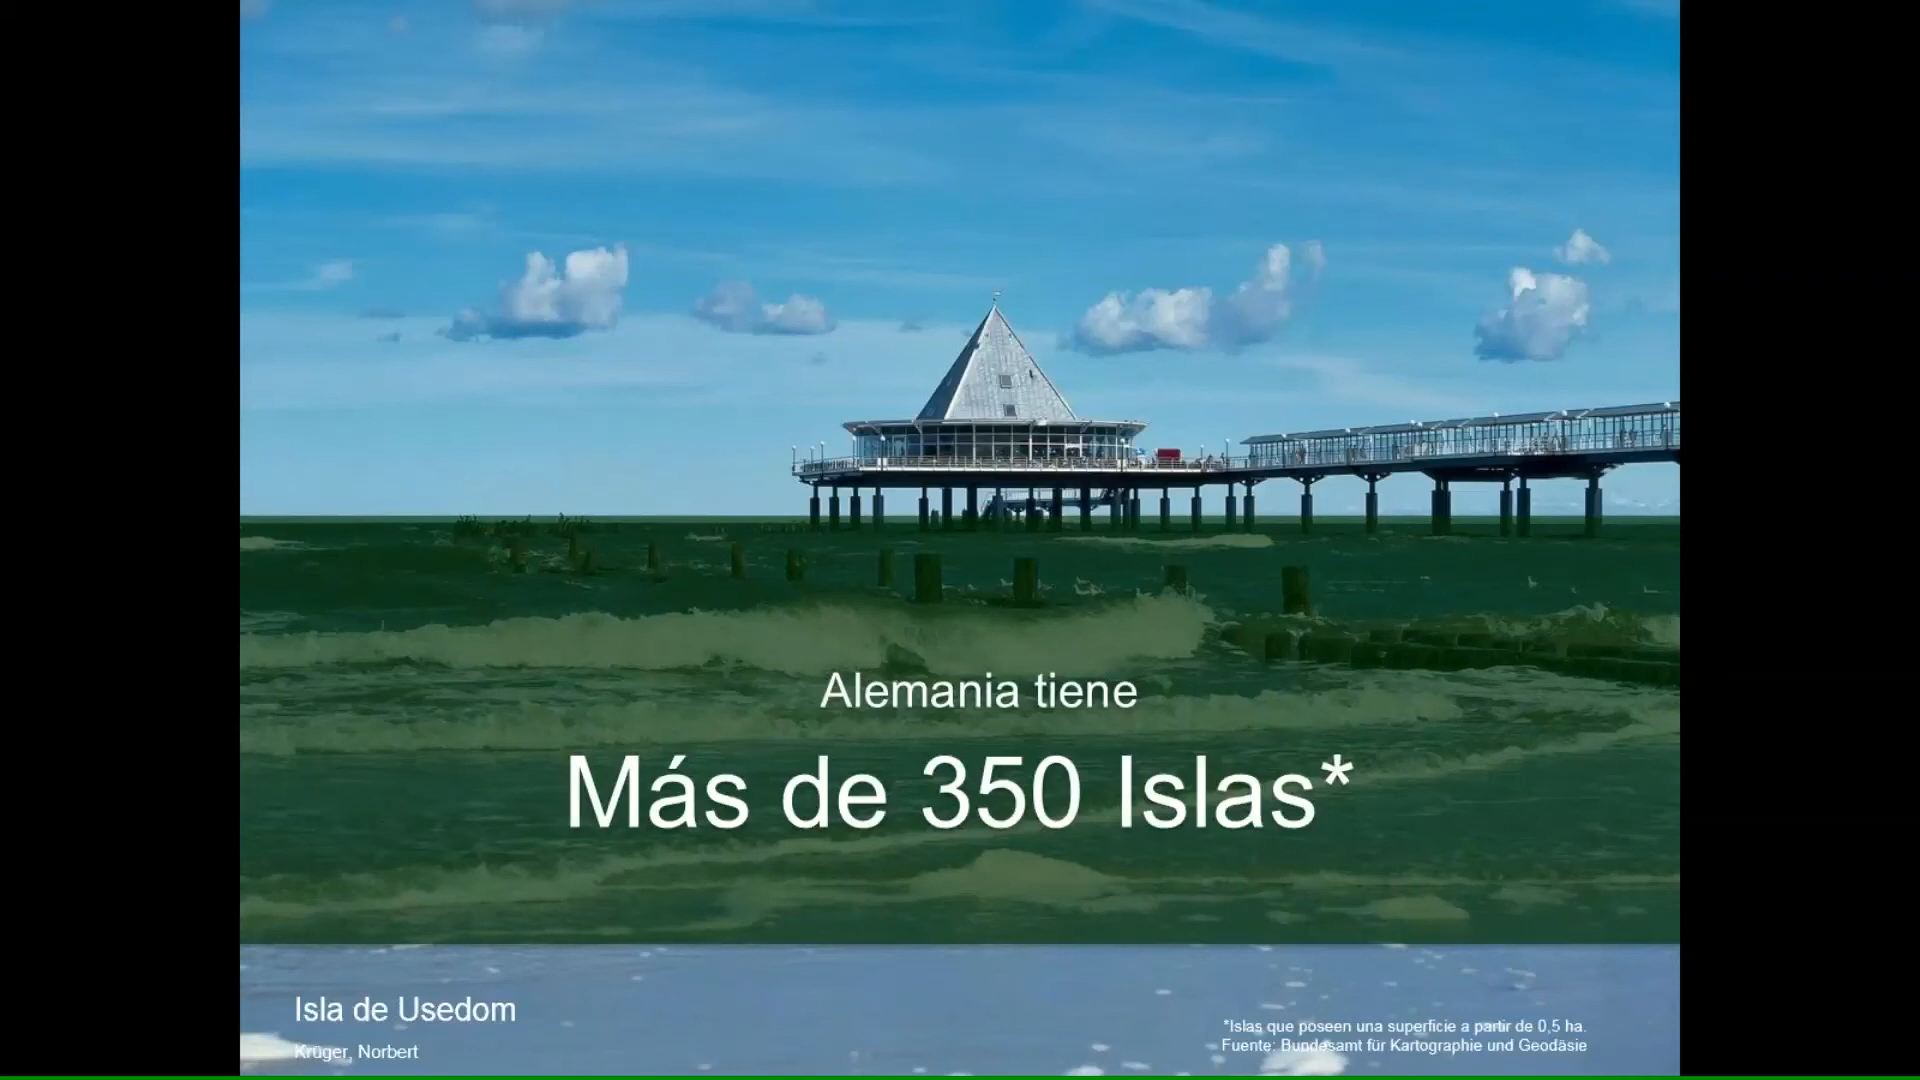 Alemania tiene
Más de 350 Islas*
Isla de Usedom
Krüger, Norbert
*Islas que poseen una superficie a partir de 0,5 ha.
Fuente: Bundesamt für Kartographie und Geodäsie